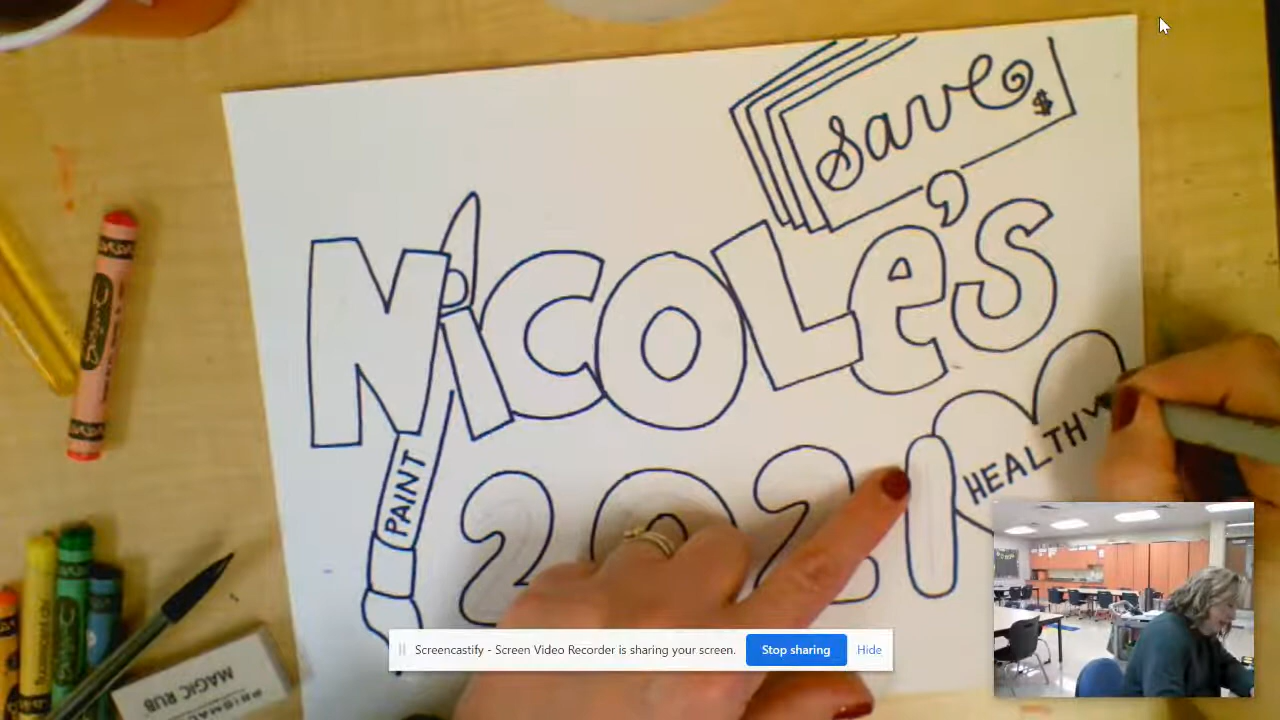 Save
$
NiCOLe's
PAINT
2021
HEALTHY
MAGIC RUB
Screencastify - Screen Video Recorder is sharing your screen.
Stop sharing
Hide